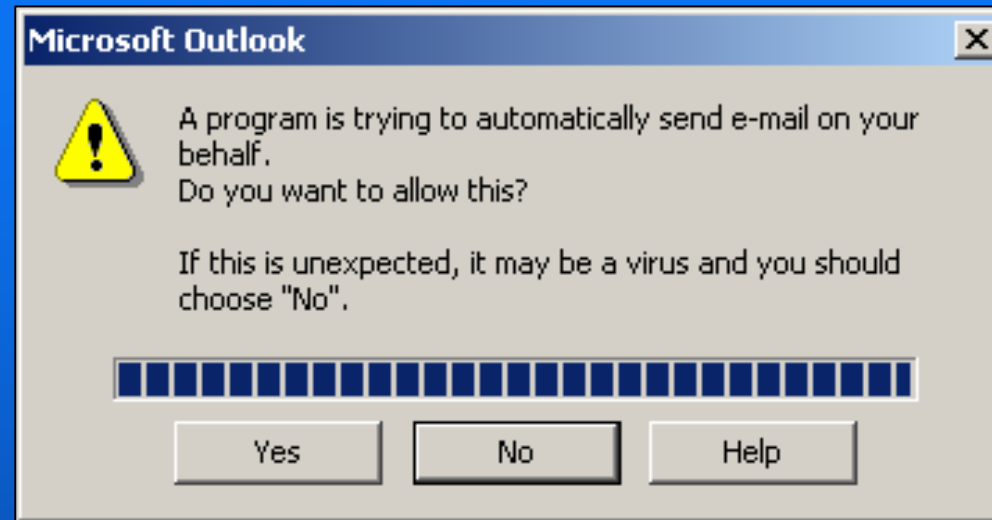 Microsoft Outlook
A program is trying to automatically send e-mail on your
behalf.
Do you want to allow this?
If this is unexpected, it may be a virus and you should
choose "No".
Yes No Help